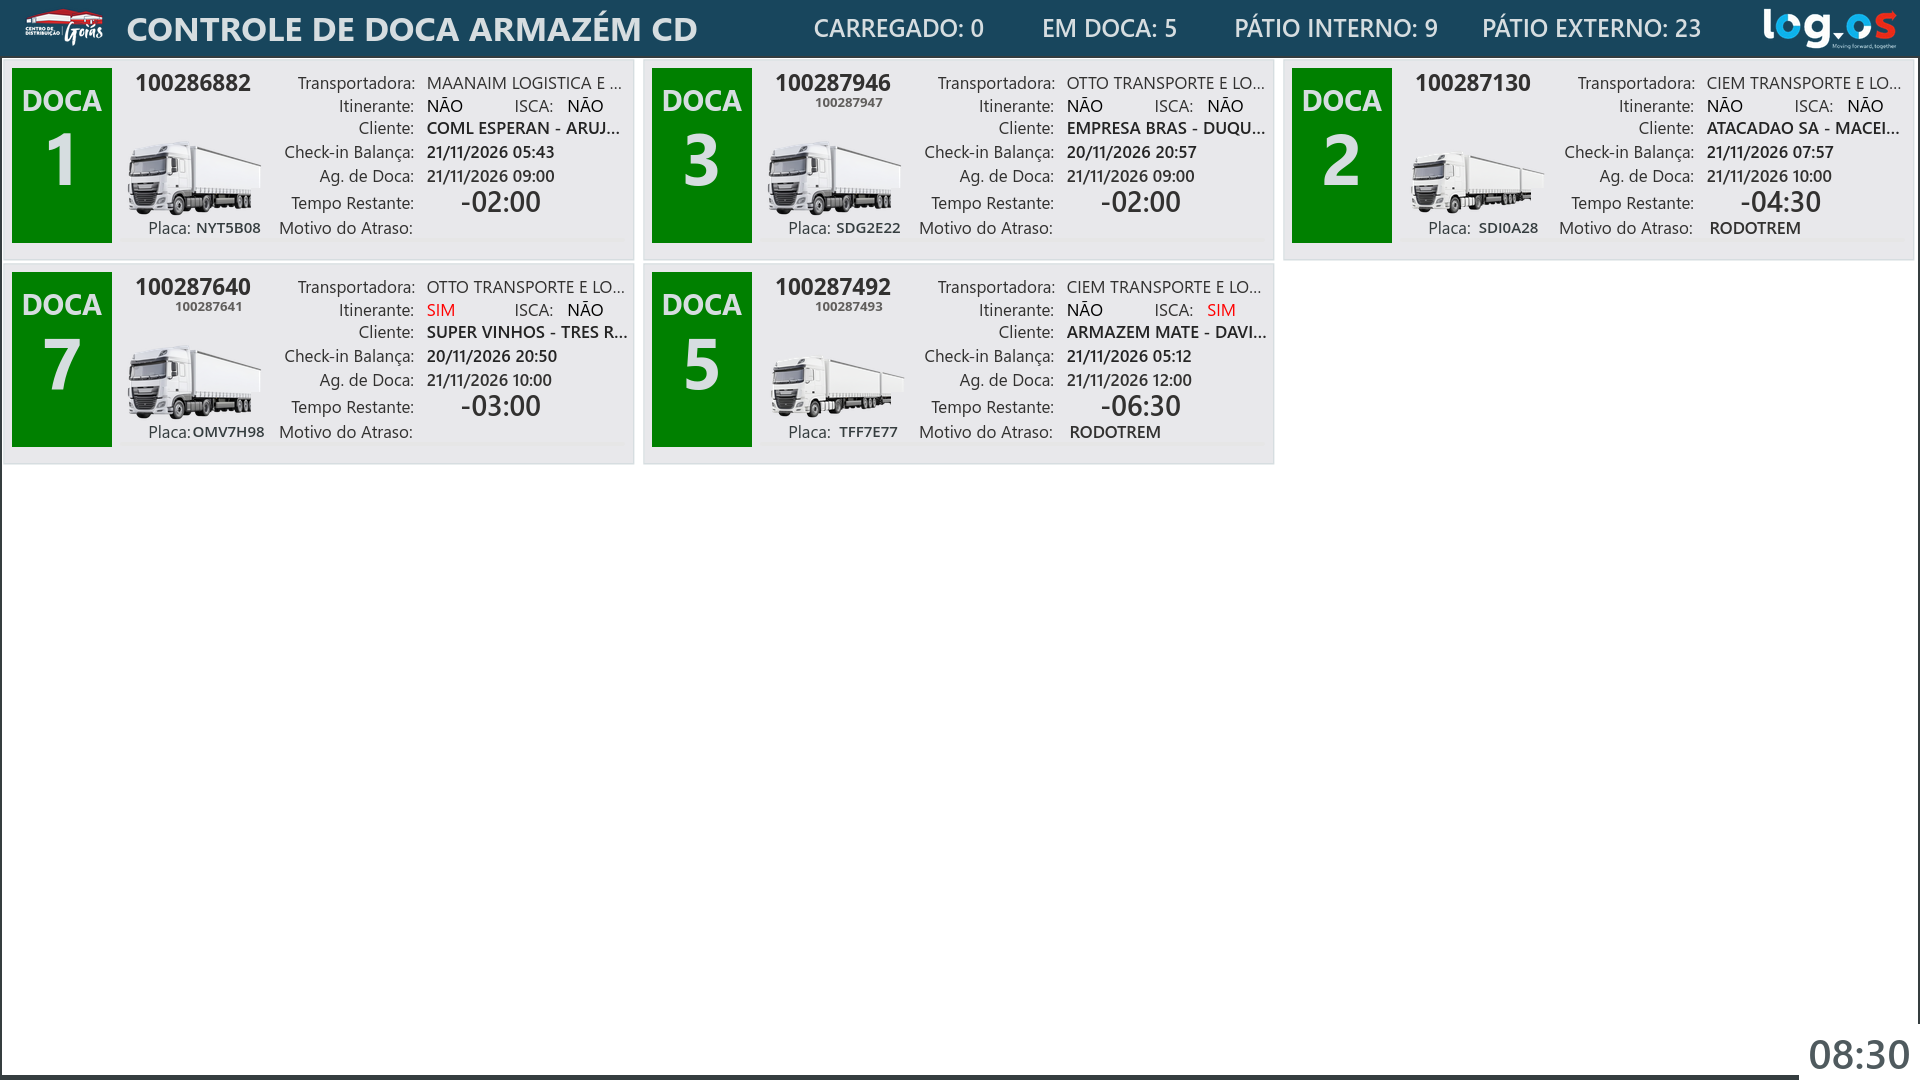 CENTRO DE DISTRIBUIÇÃO Goiás
CONTROLE DE DOCA ARMAZÉM CD
CARREGADO: 0
EM DOCA: 5
PÁTIO INTERNO: 9
PÁTIO EXTERNO: 23
log.os
Moving forward, together
DOCA
1
100286882
Transportadora: MAANAIM LOGISTICA E ...
Itinerante: NÃO ISCA: NÃO
Cliente: COML ESPERAN - ARUJ...
Check-in Balança: 21/11/2026 05:43
Ag. de Doca: 21/11/2026 09:00
Tempo Restante: -02:00
Placa: NYT5B08 Motivo do Atraso:
DOCA
3
100287946
100287947
Transportadora: OTTO TRANSPORTE E LO...
Itinerante: NÃO ISCA: NÃO
Cliente: EMPRESA BRAS - DUQU...
Check-in Balança: 20/11/2026 20:57
Ag. de Doca: 21/11/2026 09:00
Tempo Restante: -02:00
Placa: SDG2E22 Motivo do Atraso:
DOCA
2
100287130
Transportadora: CIEM TRANSPORTE E LO...
Itinerante: NÃO ISCA: NÃO
Cliente: ATACADAO SA - MACEI...
Check-in Balança: 21/11/2026 07:57
Ag. de Doca: 21/11/2026 10:00
Tempo Restante: -04:30
Placa: SDI0A28 Motivo do Atraso: RODOTREM
DOCA
7
100287640
100287641
Transportadora: OTTO TRANSPORTE E LO...
Itinerante: SIM ISCA: NÃO
Cliente: SUPER VINHOS - TRES R...
Check-in Balança: 20/11/2026 20:50
Ag. de Doca: 21/11/2026 10:00
Tempo Restante: -03:00
Placa: OMV7H98 Motivo do Atraso:
DOCA
5
100287492
100287493
Transportadora: CIEM TRANSPORTE E LO...
Itinerante: NÃO ISCA: SIM
Cliente: ARMAZEM MATE - DAVI...
Check-in Balança: 21/11/2026 05:12
Ag. de Doca: 21/11/2026 12:00
Tempo Restante: -06:30
Placa: TFF7E77 Motivo do Atraso: RODOTREM
08:30